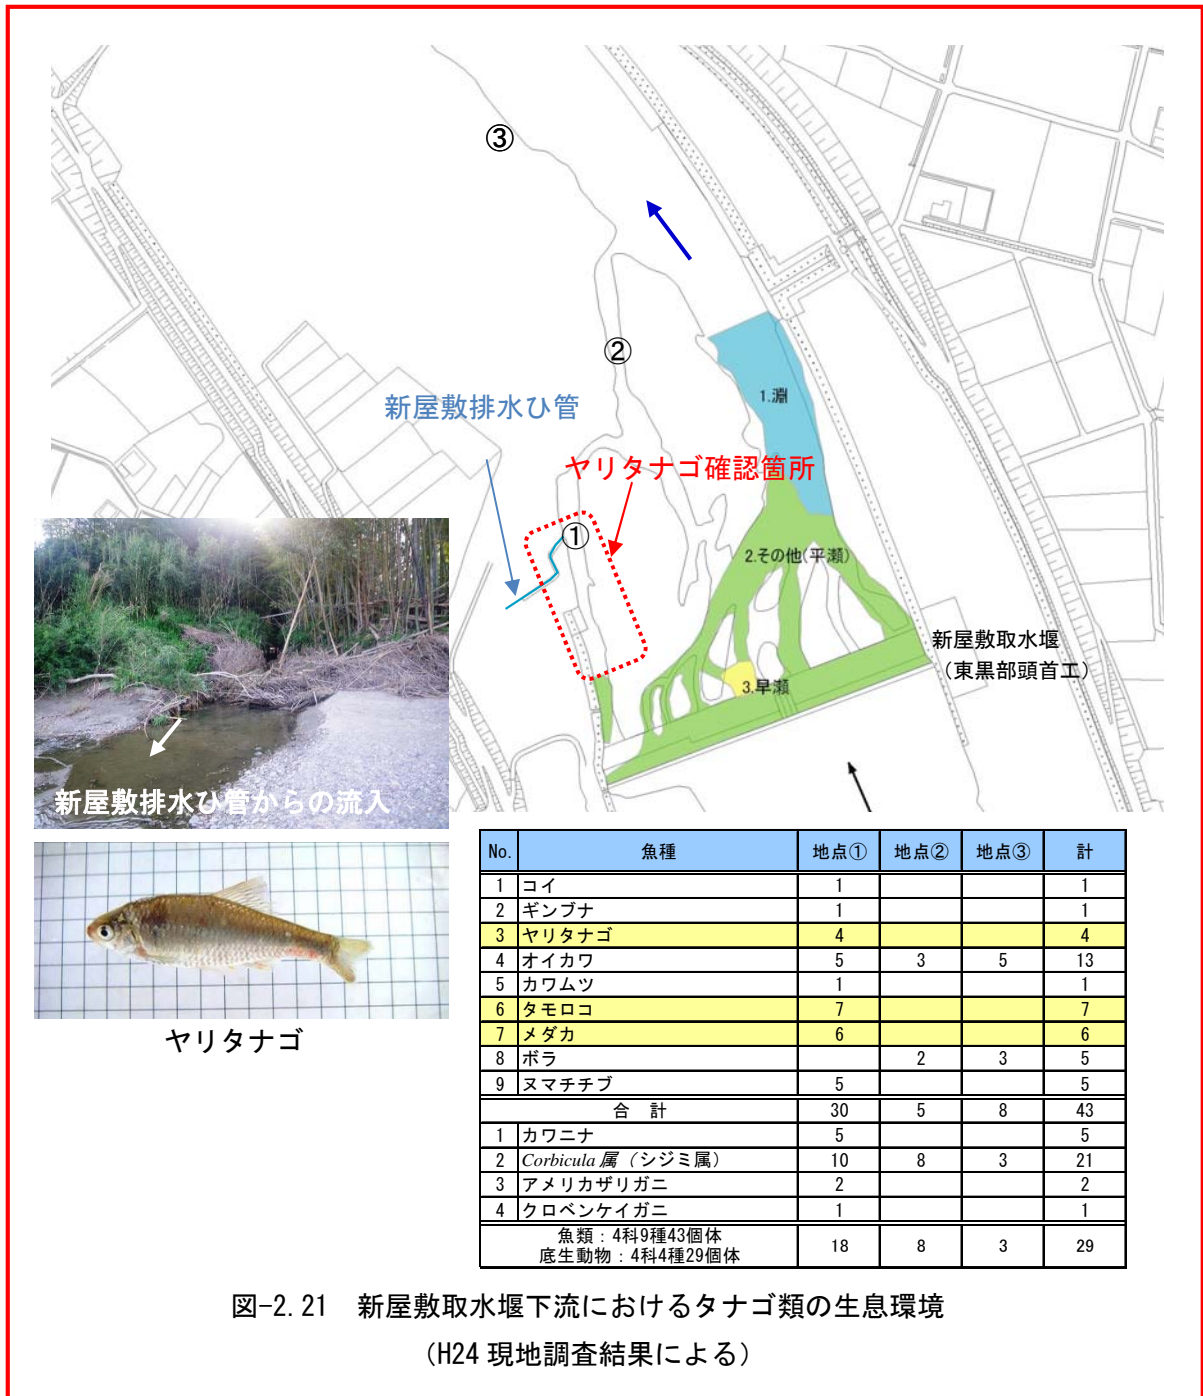 ③
②
新屋敷排水ひ管
ヤリタナゴ確認箇所
①
1.淵
2.その他(平瀬)
3.早瀬
新屋敷取水堰
(東黒部頭首工)
新屋敷排水ひ管からの流入
ヤリタナゴ
No. 魚種 地点① 地点② 地点③ 計
1 コイ 1 1
2 ギンブナ 1 1
3 ヤリタナゴ 4 4
4 オイカワ 5 3 5 13
5 カワムツ 1 1
6 タモロコ 7 7
7 メダカ 6 6
8 ボラ 2 3 5
9 ヌマチチブ 5 5
合 計 30 5 8 43
1 カワニナ 5 5
2 Corbicula属(シジミ属) 10 8 3 21
3 アメリカザリガニ 2 2
4 クロベンケイガニ 1 1
魚類:4科9種43個体
底生動物:4科4種29個体 18 8 3 29
図-2.21 新屋敷取水堰下流におけるタナゴ類の生息環境
(H24 現地調査結果による)